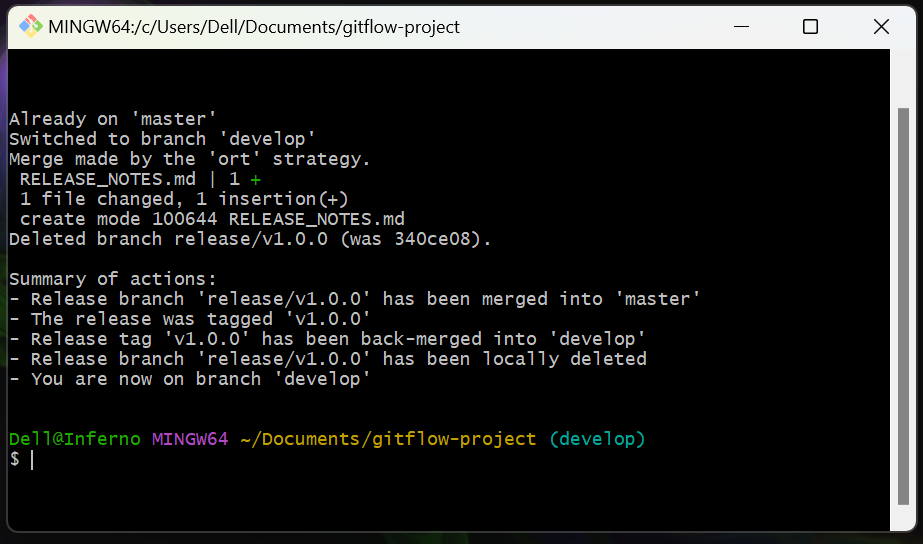 MINGW64:/c/Users/Dell/Documents/gitflow-project
Already on 'master'
Switched to branch 'develop'
Merge made by the 'ort' strategy.
 RELEASE_NOTES.md | 1 +
 1 file changed, 1 insertion(+)
 create mode 100644 RELEASE_NOTES.md
Deleted branch release/v1.0.0 (was 340ce08).
Summary of actions:
- Release branch 'release/v1.0.0' has been merged into 'master'
- The release was tagged 'v1.0.0'
- Release tag 'v1.0.0' has been back-merged into 'develop'
- Release branch 'release/v1.0.0' has been locally deleted
- You are now on branch 'develop'
Dell@Inferno MINGW64 ~/Documents/gitflow-project (develop)
$